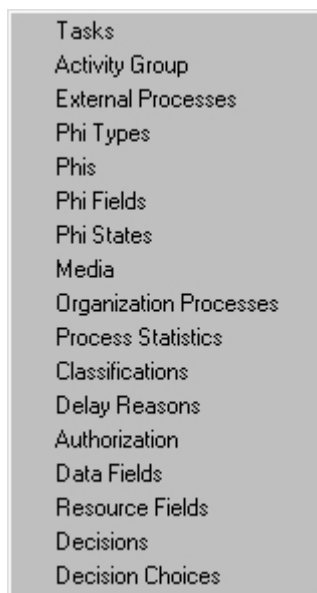 Tasks
Activity Group
External Processes
Phi Types
Phis
Phi Fields
Phi States
Media
Organization Processes
Process Statistics
Classifications
Delay Reasons
Authorization
Data Fields
Resource Fields
Decisions
Decision Choices